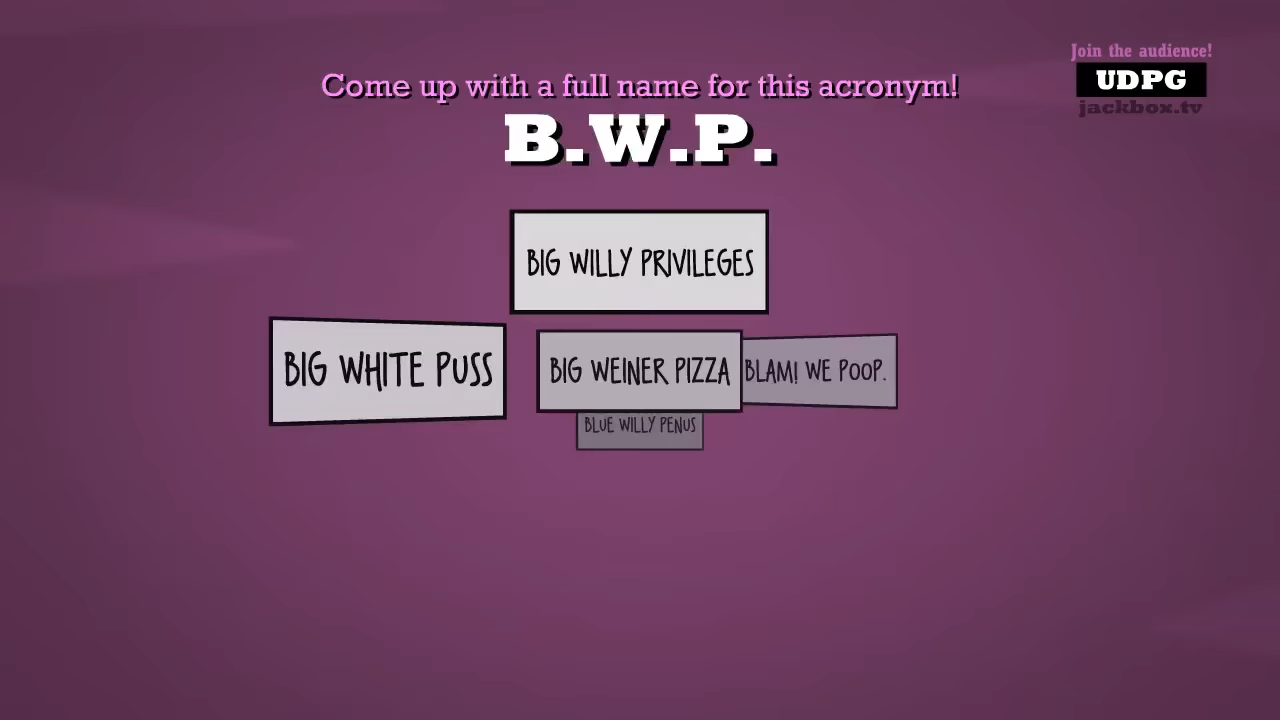 Join the audience!
UDPG
jackbox.tv
Come up with a full name for this acronym!
B.W.P.
BIG WILLY PRIVILEGES
BIG WHITE PUSS
BIG WEINER PIZZA
BLAM! WE POOP.
BLUE WILLY PENUS